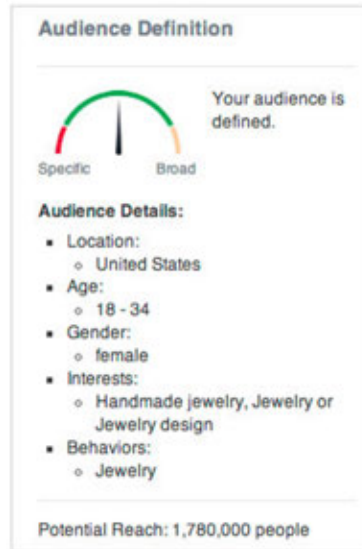 Audience Definition
Your audience is
defined.
Specific
Broad
Audience Details:
▪ Location:
◦ United States
▪ Age:
◦ 18 - 34
▪ Gender:
◦ female
▪ Interests:
◦ Handmade jewelry, Jewelry or
Jewelry design
▪ Behaviors:
◦ Jewelry
Potential Reach: 1,780,000 people